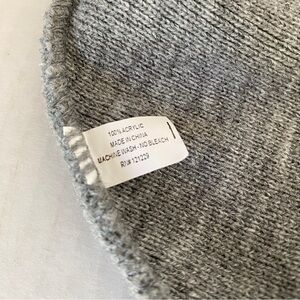 100% ACRYLIC
MADE IN CHINA
MACHINE WASH - NO BLEACH
RN# 121229